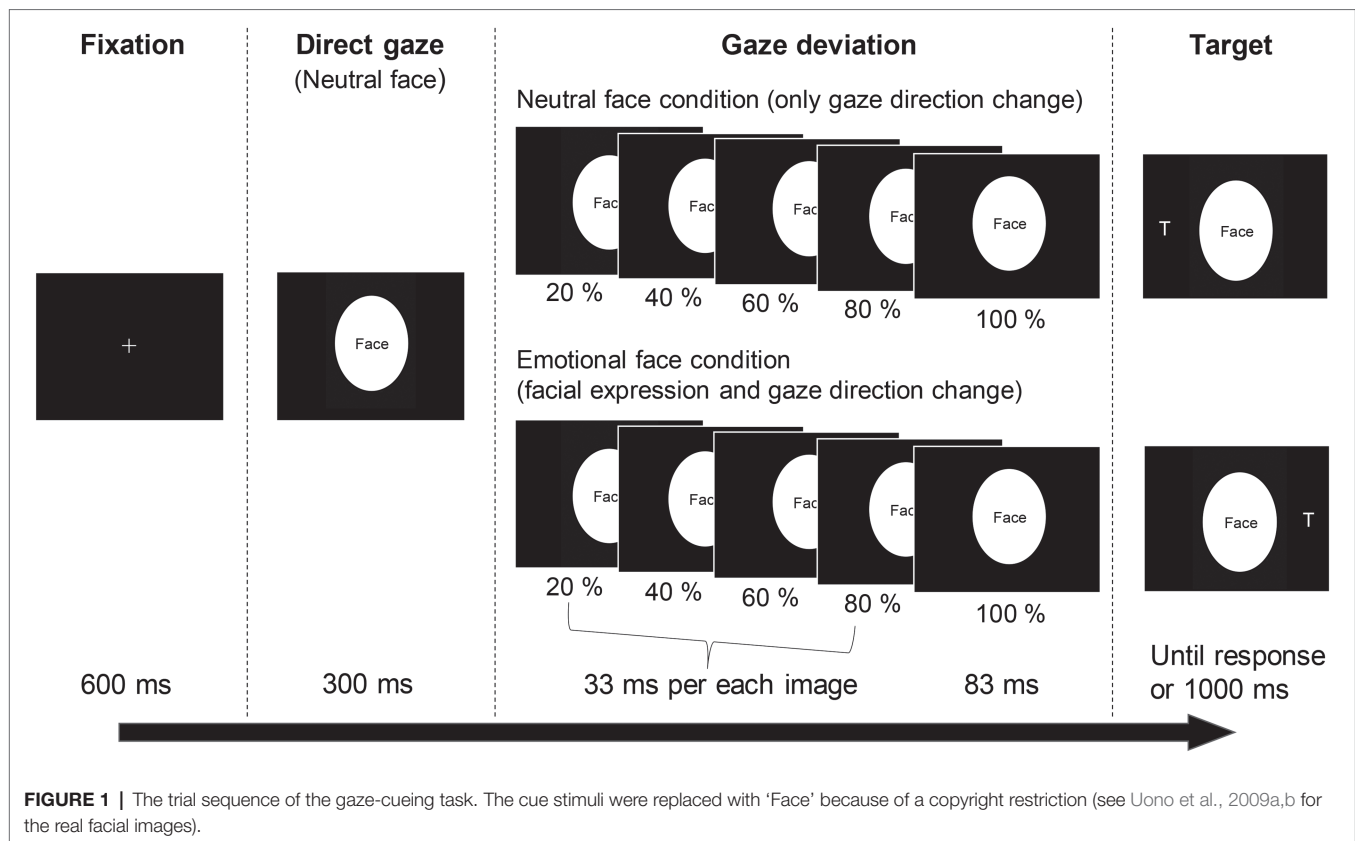 Fixation
Direct gaze
(Neutral face)
Gaze deviation
Target
Neutral face condition (only gaze direction change)
Fac
Fac
Fac
Fac
Face
20 %
40 %
60 %
80 %
100 %
T
Face
+
Face
Emotional face condition
(facial expression and gaze direction change)
Fac
Fac
Fac
Fac
Face
20 %
40 %
60 %
80 %
100 %
Face
T
600 ms
300 ms
33 ms per each image
83 ms
Until response
or 1000 ms
FIGURE 1 | The trial sequence of the gaze-cueing task. The cue stimuli were replaced with ‘Face’ because of a copyright restriction (see Uono et al., 2009a,b for
the real facial images).